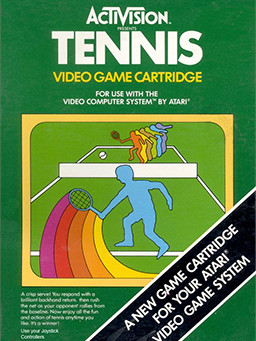 ACTIVISION™
PRESENTS
TENNIS
VIDEO GAME CARTRIDGE
FOR USE WITH THE
VIDEO COMPUTER SYSTEM™ BY ATARI®
A NEW GAME CARTRIDGE
FOR YOUR ATARI®
VIDEO GAME SYSTEM
A crisp serve! You respond with a
brilliant backhand return, then rush
the net as your opponent rallies from
the baseline. Now enjoy all the fun
and action of tennis anytime you
like. It's a winner!
Use your Joystick
Controllers